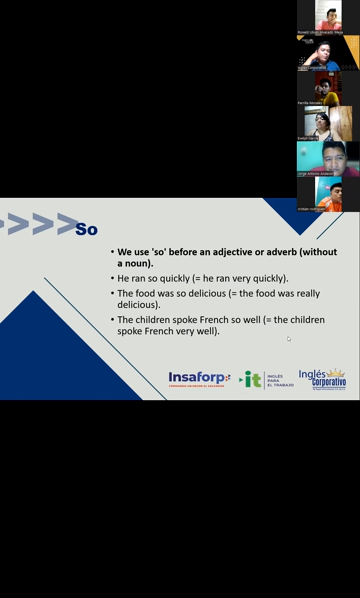 So
• We use 'so' before an adjective or adverb (without
a noun).
• He ran so quickly (= he ran very quickly).
• The food was so delicious (= the food was really
delicious).
• The children spoke French so well (= the children
spoke French very well).
Insaforp
it
INGLÉS
PARA
EL TRABAJO
Inglés
Corporativo